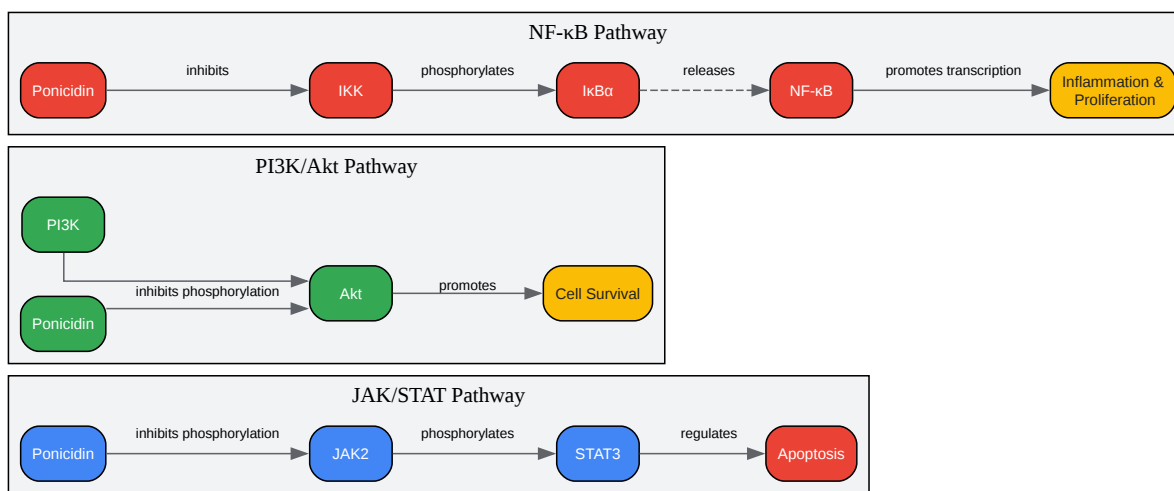 NF-κB Pathway
Ponicidin
inhibits
IKK
phosphorylates
IκBα
releases
NF-κB
promotes transcription
Inflammation &
Proliferation
PI3K/Akt Pathway
PI3K
Ponicidin
inhibits phosphorylation
Akt
promotes
Cell Survival
JAK/STAT Pathway
Ponicidin
inhibits phosphorylation
JAK2
phosphorylates
STAT3
regulates
Apoptosis